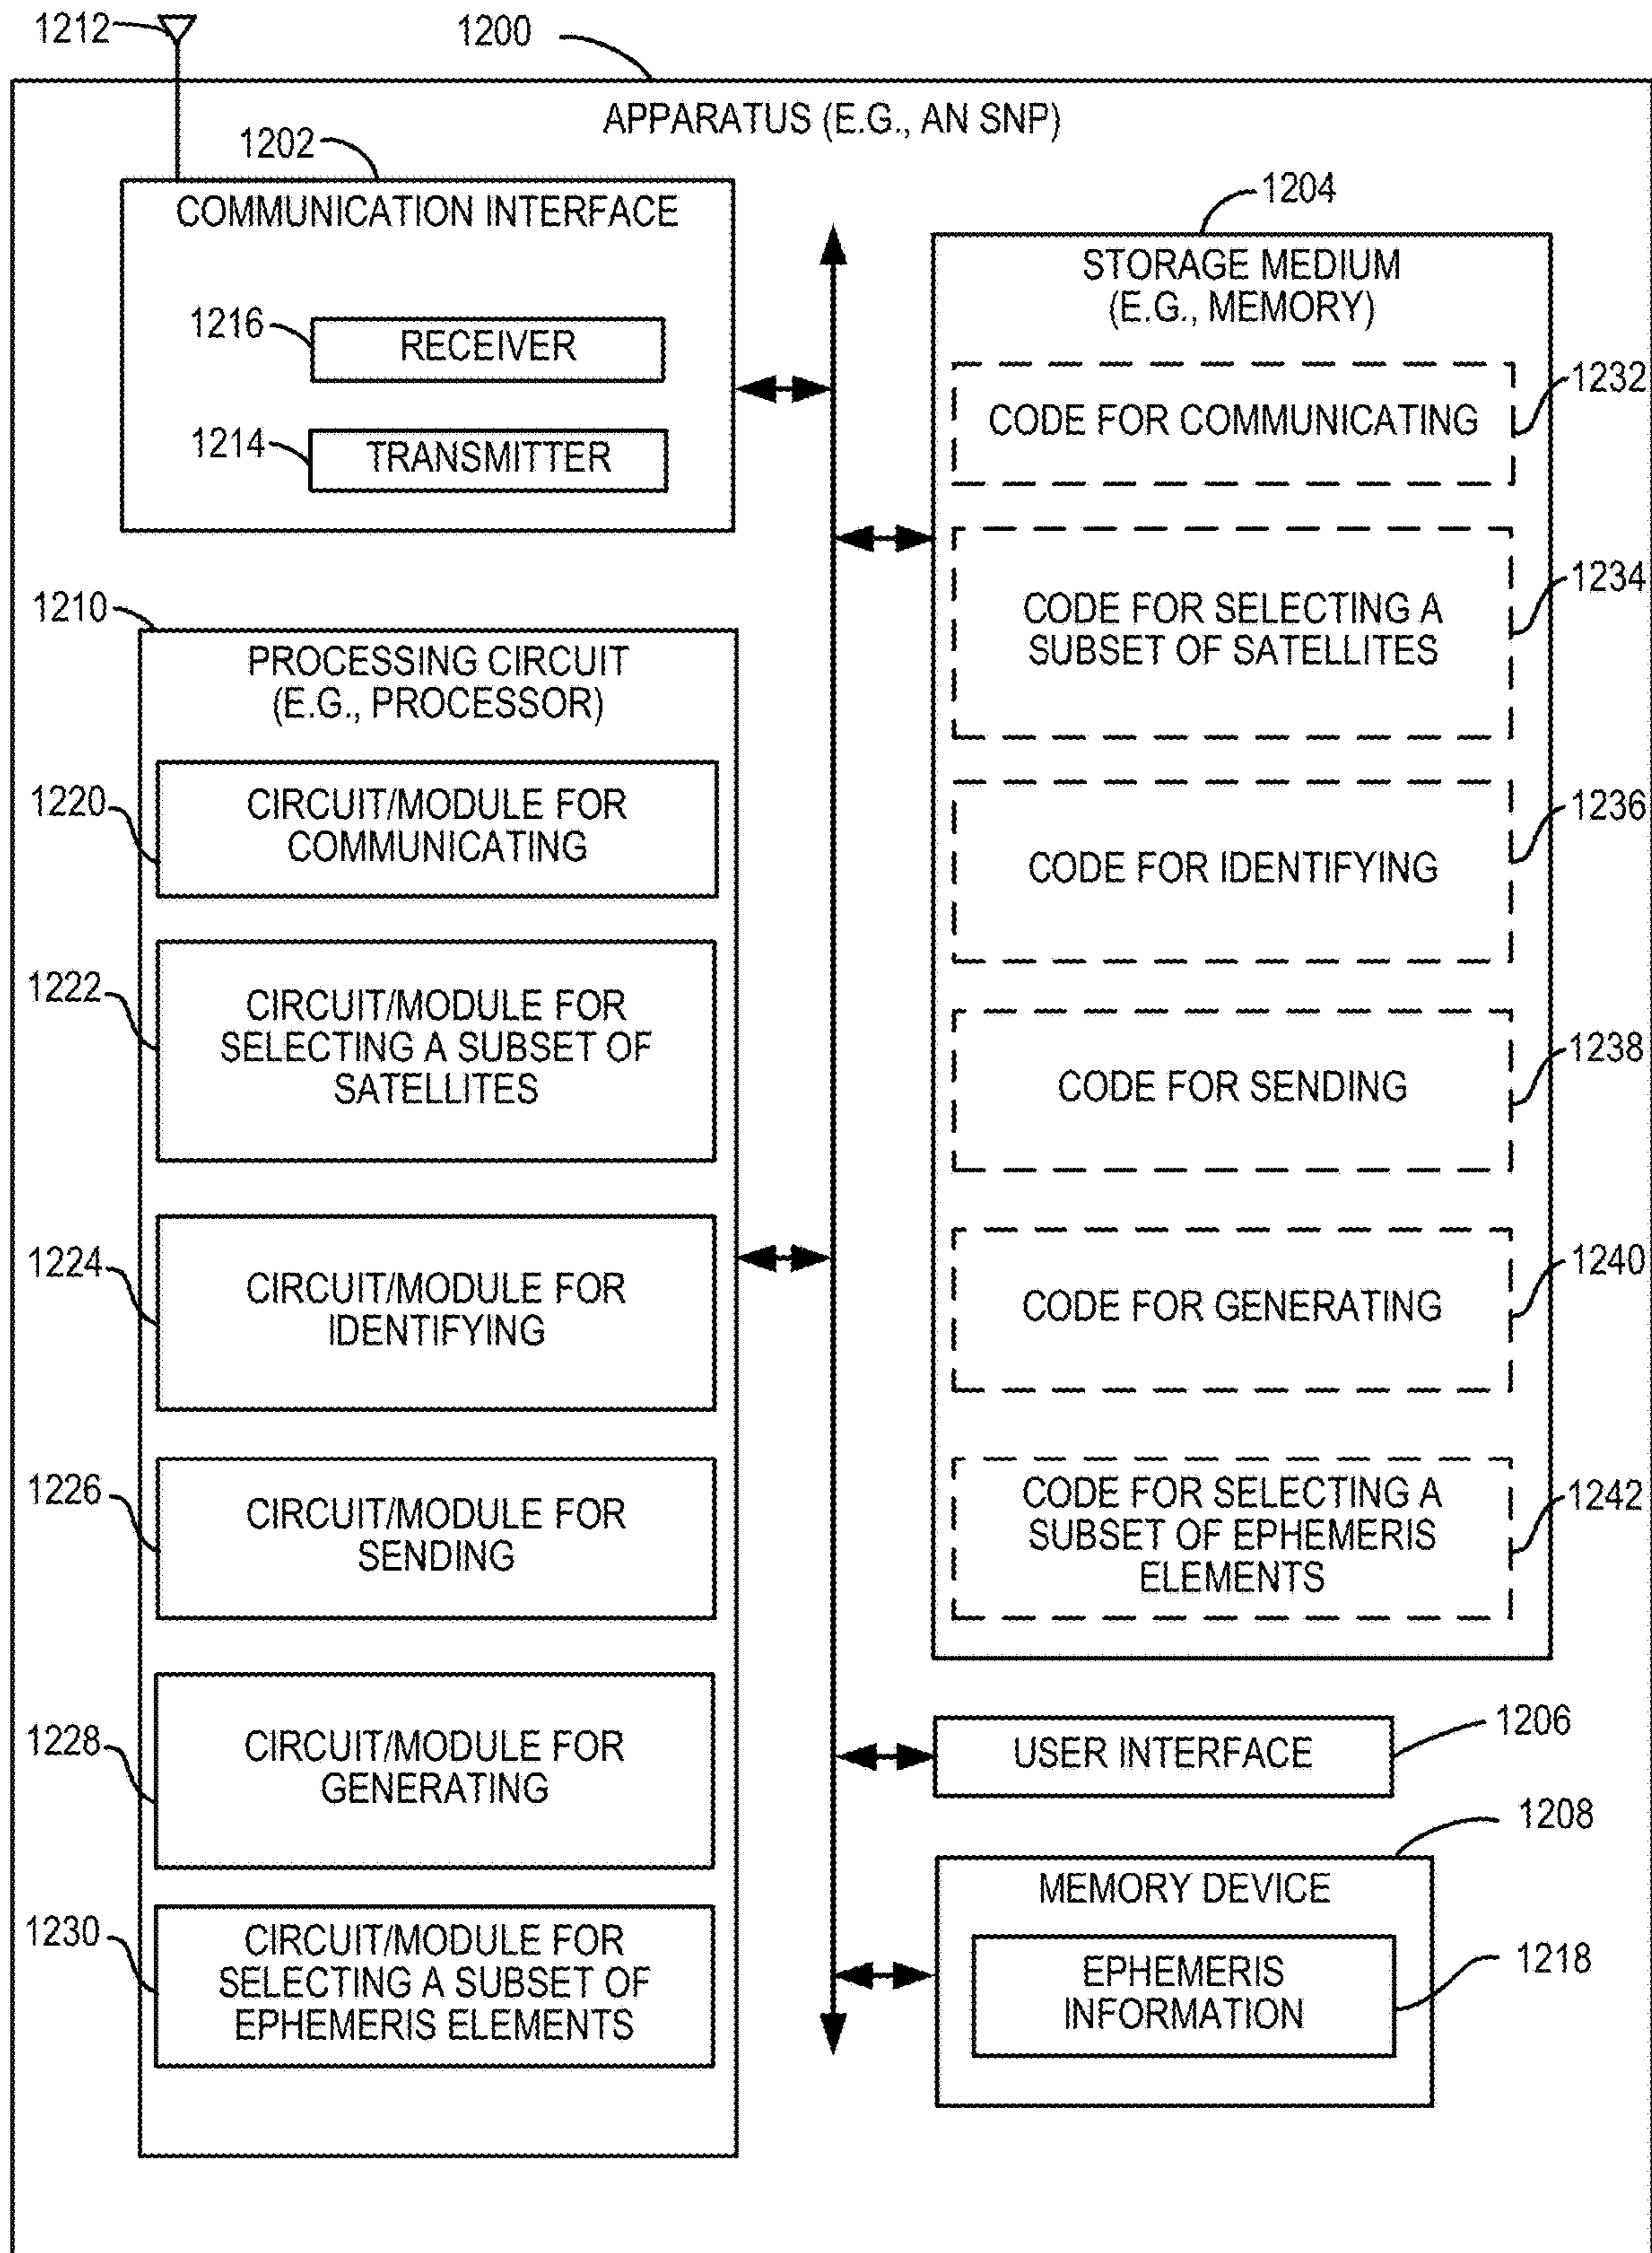 1212
1200
APPARATUS (E.G., AN SNP)
1202
COMMUNICATION INTERFACE
1216
RECEIVER
1214
TRANSMITTER
1210
PROCESSING CIRCUIT
(E.G., PROCESSOR)
1220
CIRCUIT/MODULE FOR
COMMUNICATING
1222
CIRCUIT/MODULE FOR
SELECTING A SUBSET OF
SATELLITES
1224
CIRCUIT/MODULE FOR
IDENTIFYING
1226
CIRCUIT/MODULE FOR
SENDING
1228
CIRCUIT/MODULE FOR
GENERATING
1230
CIRCUIT/MODULE FOR
SELECTING A SUBSET OF
EPHEMERIS ELEMENTS
1204
STORAGE MEDIUM
(E.G., MEMORY)
1232
CODE FOR COMMUNICATING
1234
CODE FOR SELECTING A
SUBSET OF SATELLITES
1236
CODE FOR IDENTIFYING
1238
CODE FOR SENDING
1240
CODE FOR GENERATING
1242
CODE FOR SELECTING A
SUBSET OF EPHEMERIS
ELEMENTS
1206
USER INTERFACE
1208
MEMORY DEVICE
1218
EPHEMERIS
INFORMATION